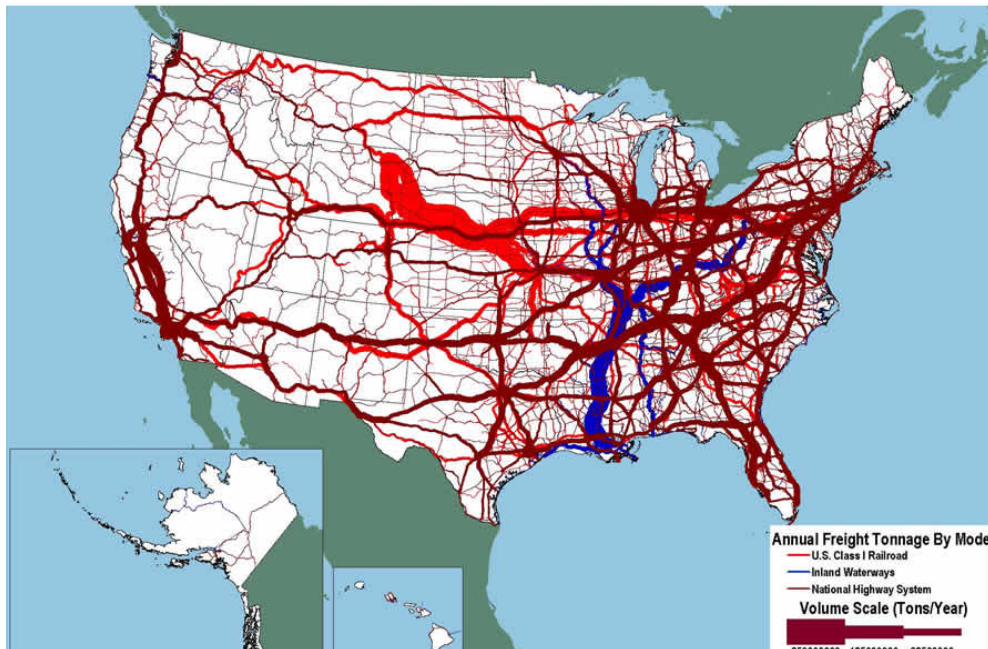 Annual Freight Tonnage By Mode
U.S. Class I Railroad
Inland Waterways
National Highway System
Volume Scale (Tons/Year)